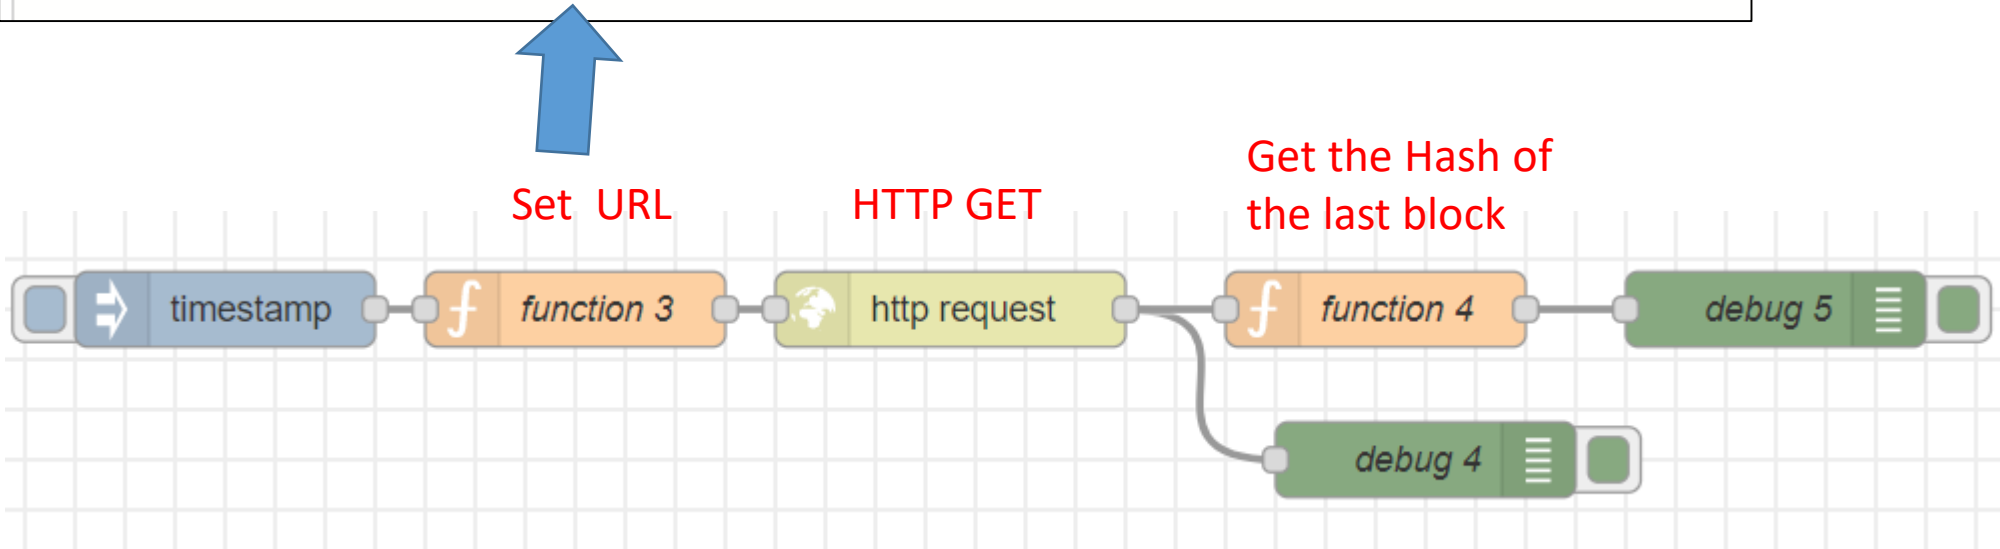 Set URL
HTTP GET
Get the Hash of
the last block
timestamp
function 3
http request
function 4
debug 5
debug 4